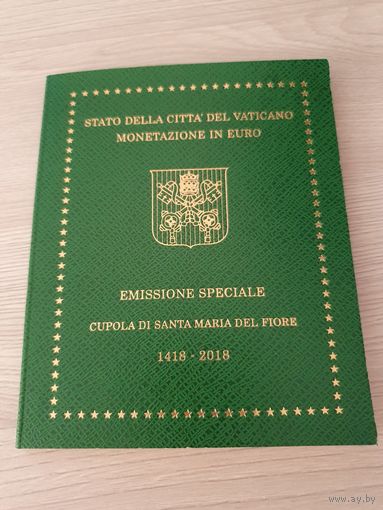 STATO DELLA CITTA' DEL VATICANO
MONETAZIONE IN EURO
EMISSIONE SPECIALE
CUPOLA DI SANTA MARIA DEL FIORE
1418 - 2018
www.ay.by